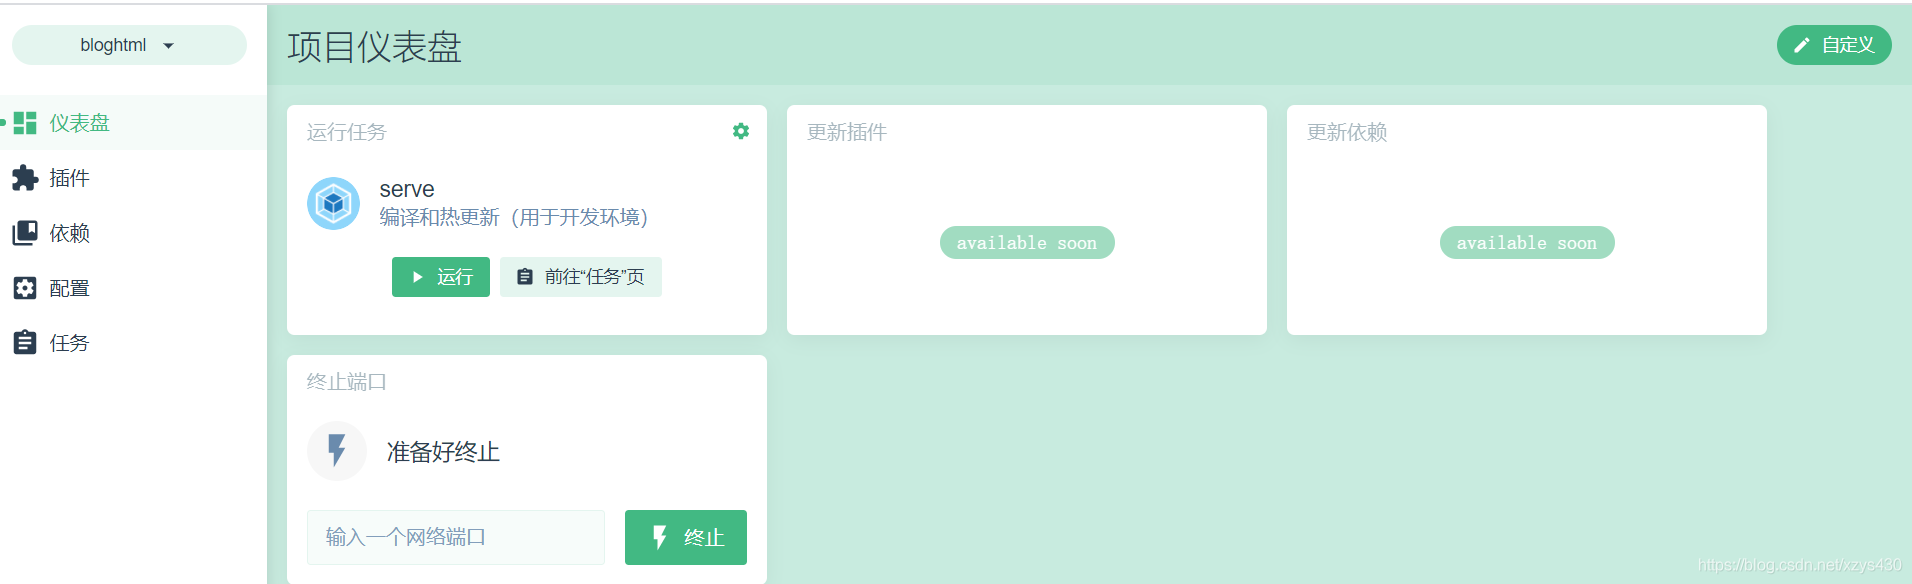 bloghtml
项目仪表盘
自定义
仪表盘
插件
依赖
配置
任务
运行任务
serve
编译和热更新（用于开发环境）
运行
前往“任务”页
更新插件
available soon
更新依赖
available soon
终止端口
准备好终止
输入一个网络端口
终止
https://blog.csdn.net/xzys430